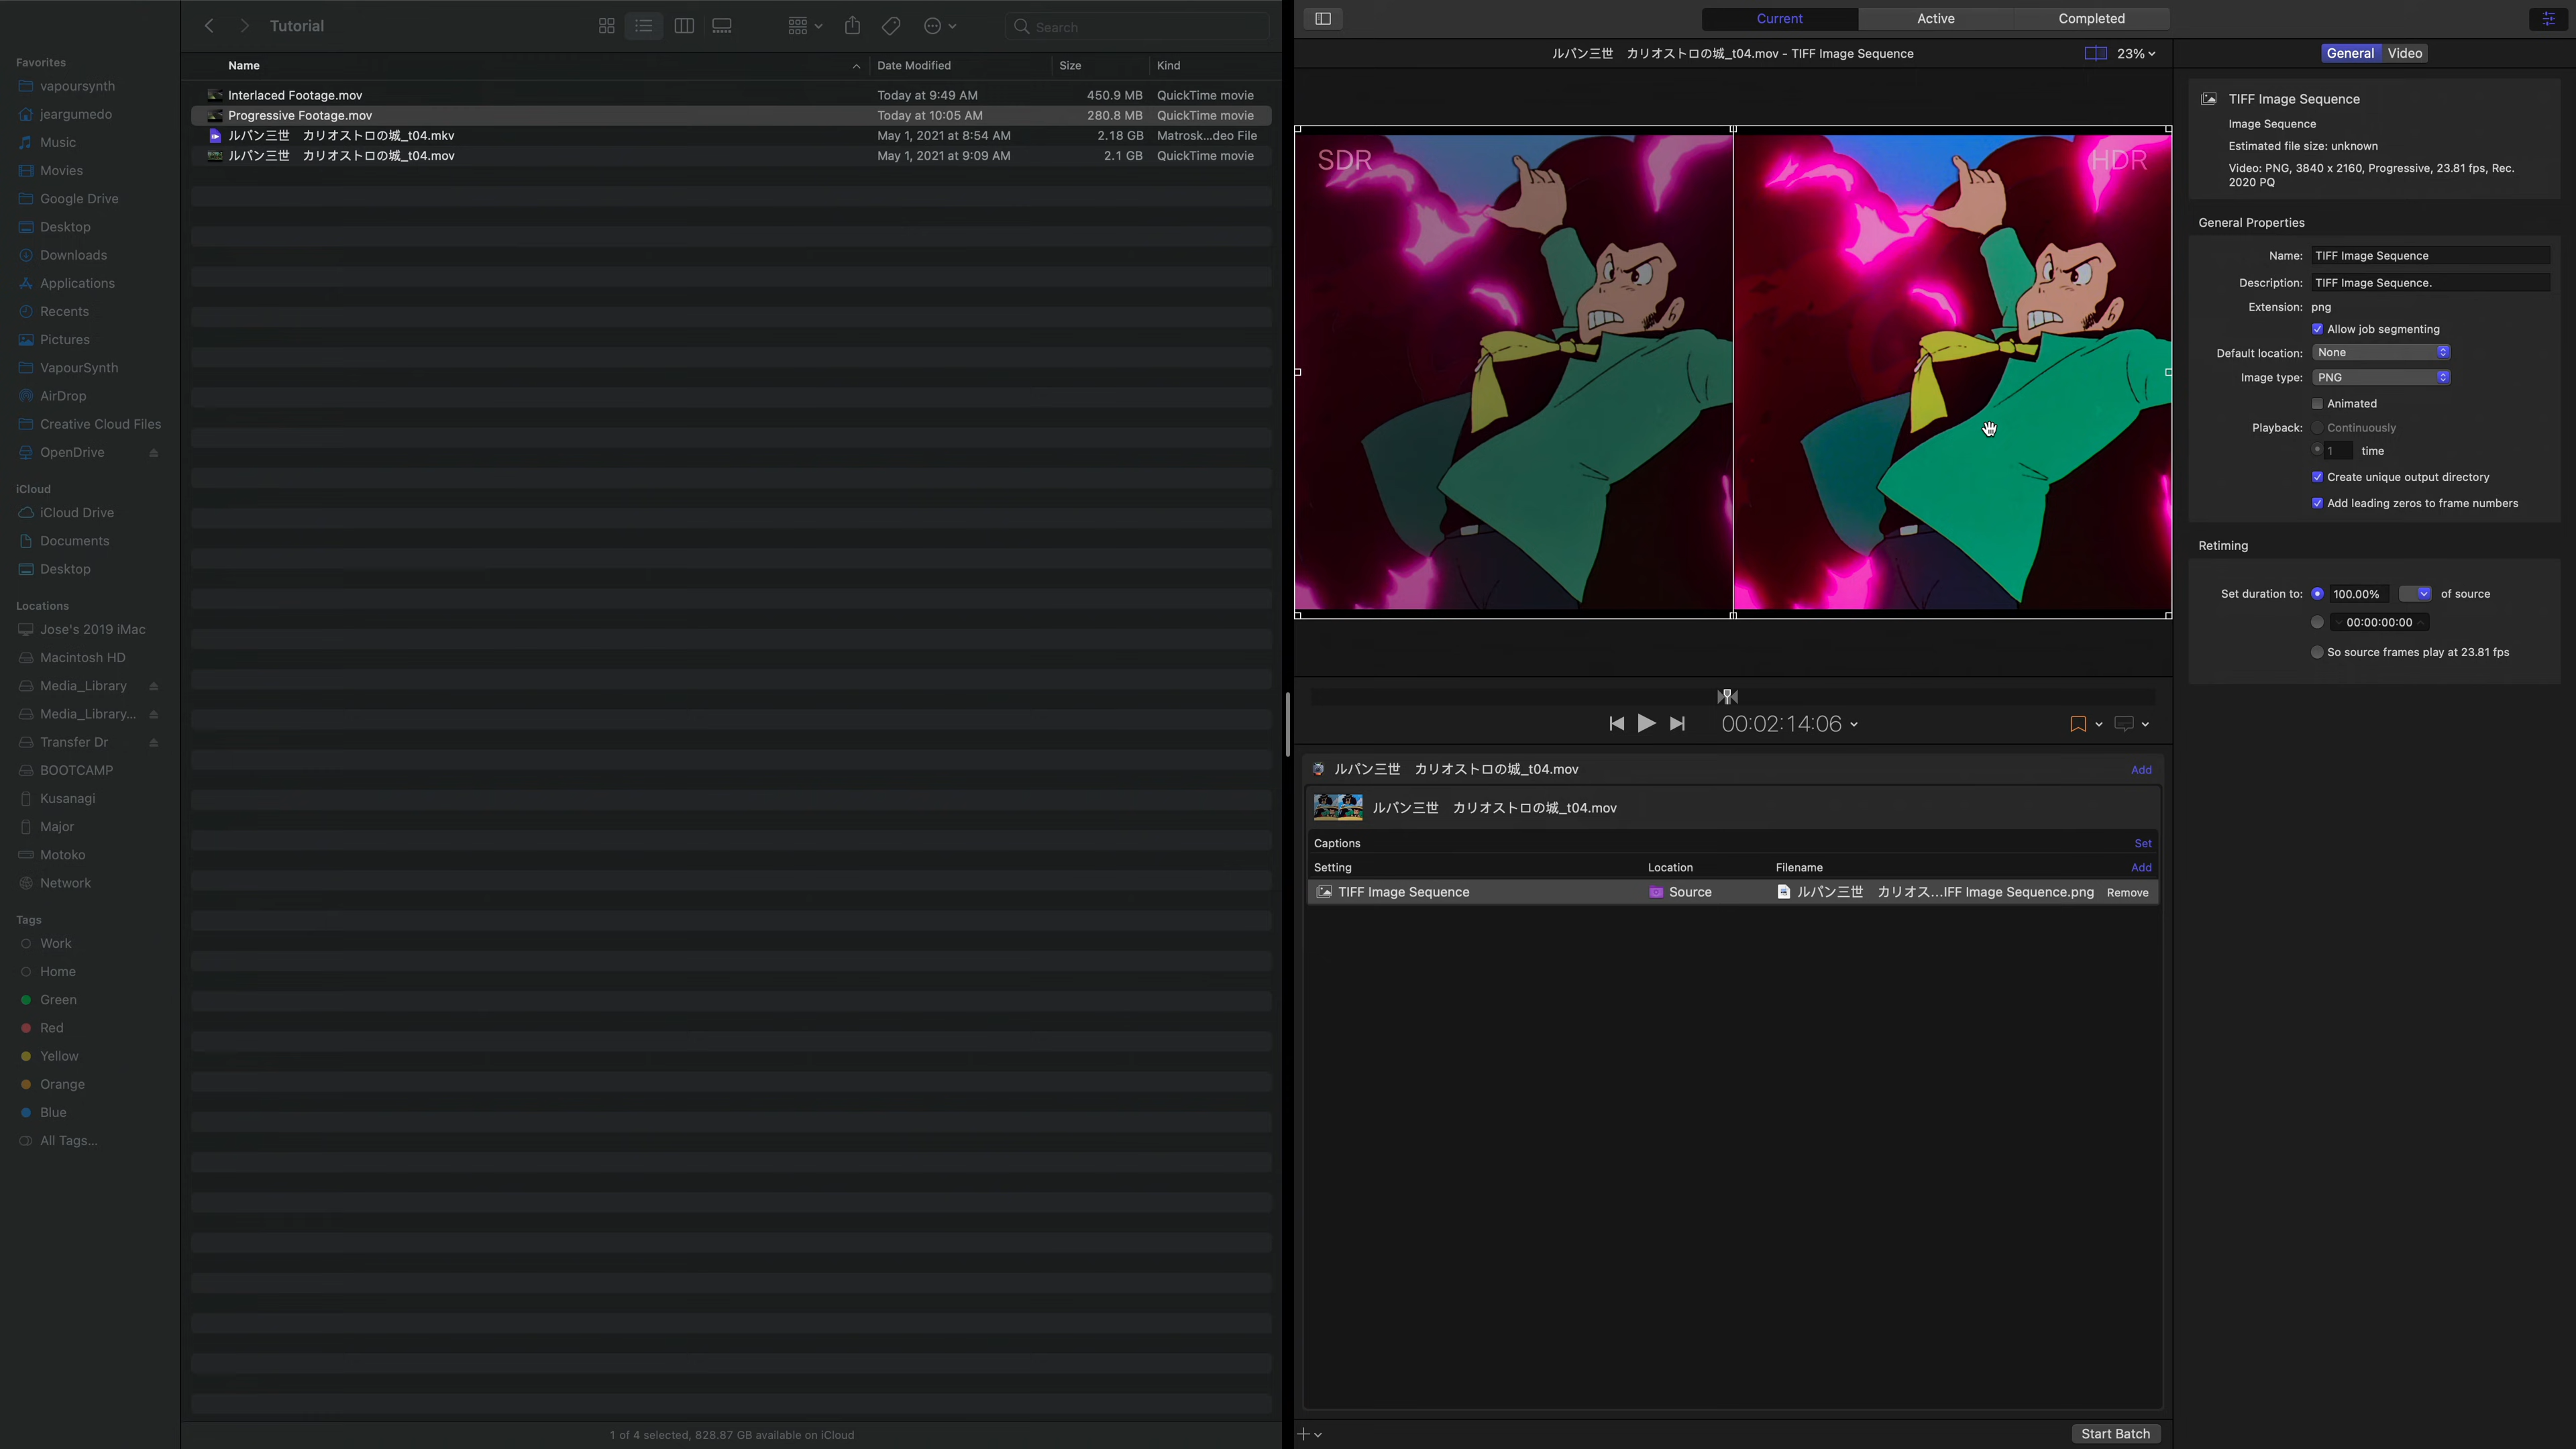 Tutorial
Search
Favorites
vapoursynth
jeargumedo
Music
Movies
Google Drive
Desktop
Downloads
Applications
Recents
Pictures
VapourSynth
AirDrop
Creative Cloud Files
OpenDrive
iCloud
iCloud Drive
Documents
Desktop
Locations
Jose's 2019 iMac
Macintosh HD
Media_Library
Media_Library...
Transfer Dr
BOOTCAMP
Kusanagi
Major
Motoko
Network
Tags
Work
Home
Green
Red
Yellow
Orange
Blue
All Tags...
Name Date Modified Size Kind
Interlaced Footage.mov Today at 9:49 AM 450.9 MB QuickTime movie
Progressive Footage.mov Today at 10:05 AM 280.8 MB QuickTime movie
ルパン三世 カリオストロの城_t04.mkv May 1, 2021 at 8:54 AM 2.18 GB Matrosk...deo File
ルパン三世 カリオストロの城_t04.mov May 1, 2021 at 9:09 AM 2.1 GB QuickTime movie
1 of 4 selected, 828.87 GB available on iCloud
Current Active Completed
ルパン三世 カリオストロの城_t04.mov - TIFF Image Sequence 23%
SDR HDR
00:02:14:06
ルパン三世 カリオストロの城_t04.mov Add
ルパン三世 カリオストロの城_t04.mov
Captions Set
Setting Location Filename Add
TIFF Image Sequence Source ルパン三世 カリオス...IFF Image Sequence.png Remove
Start Batch
General Video
TIFF Image Sequence
Image Sequence
Estimated file size: unknown
Video: PNG, 3840 x 2160, Progressive, 23.81 fps, Rec.
2020 PQ
General Properties
Name: TIFF Image Sequence
Description: TIFF Image Sequence.
Extension: png
Allow job segmenting
Default location: None
Image type: PNG
Animated
Playback: Continuously
1 time
Create unique output directory
Add leading zeros to frame numbers
Retiming
Set duration to: 100.00% of source
00:00:00:00
So source frames play at 23.81 fps